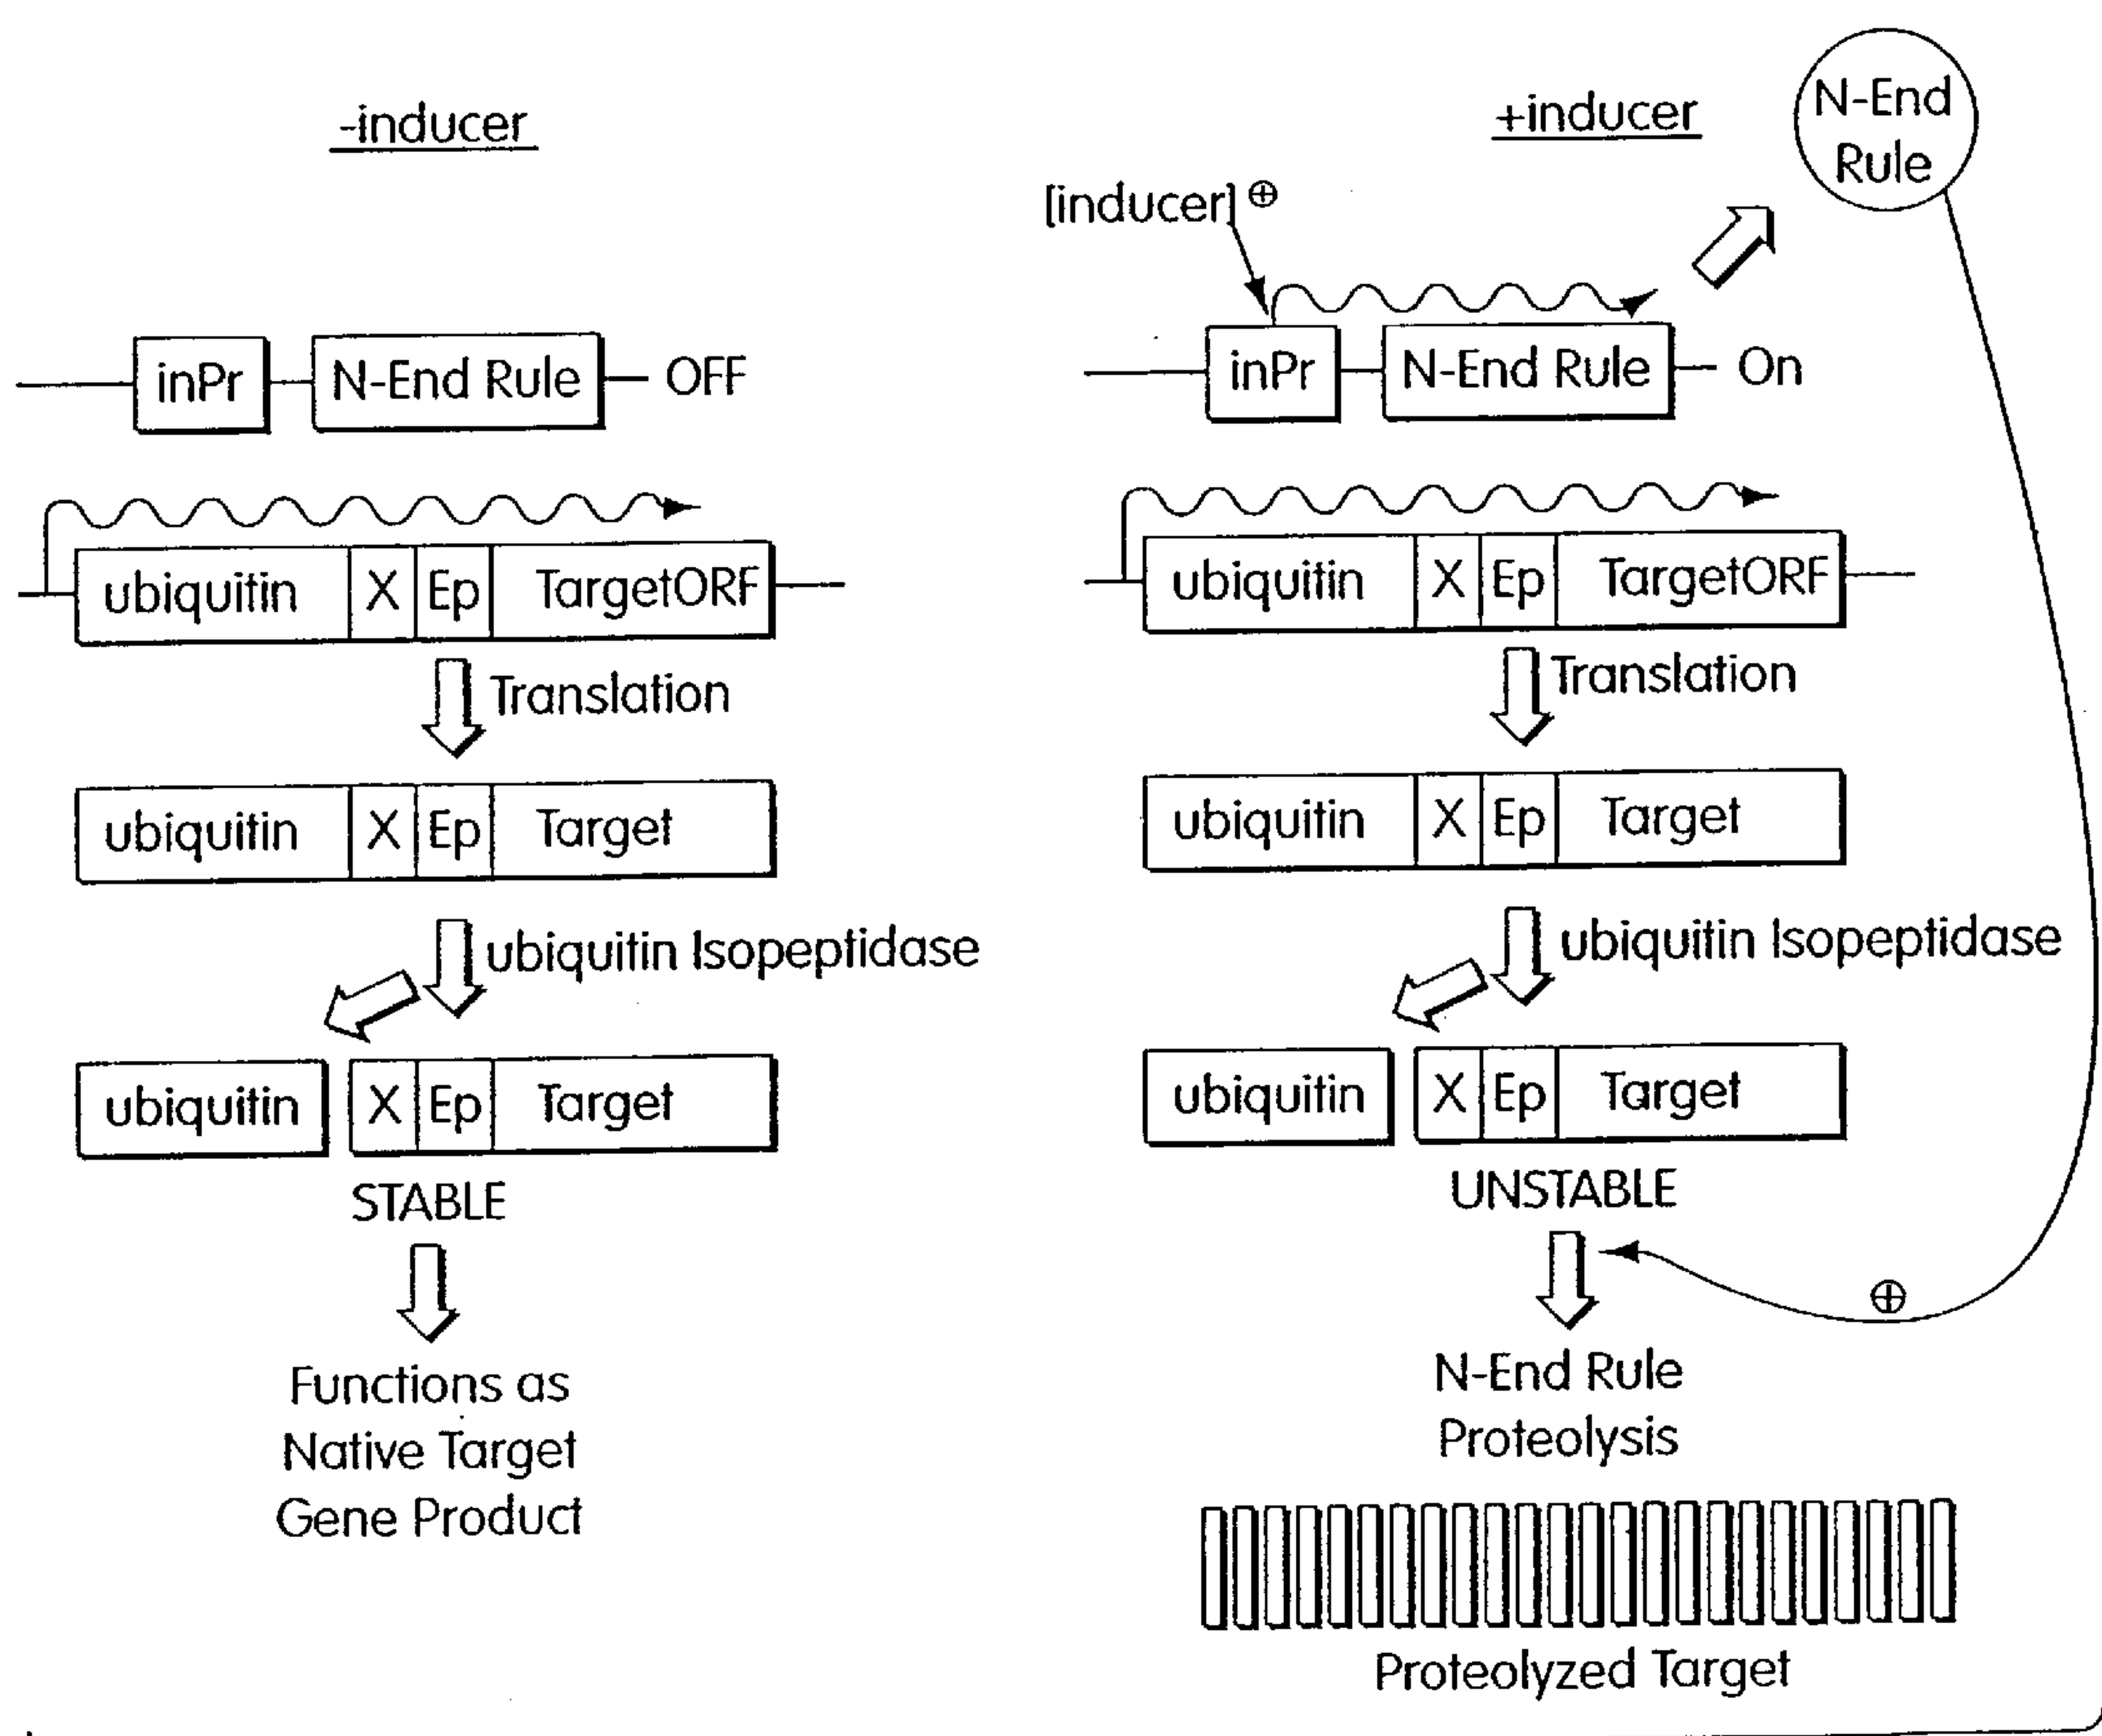 -inducer
inPr N-End Rule OFF
ubiquitin X Ep TargetORF
Translation
ubiquitin X Ep Target
ubiquitin Isopeptidase
ubiquitin X Ep Target
STABLE
Functions as
Native Target
Gene Product
+inducer
N-End
Rule
[inducer] ⊕
inPr N-End Rule On
ubiquitin X Ep TargetORF
Translation
ubiquitin X Ep Target
ubiquitin Isopeptidase
ubiquitin X Ep Target
UNSTABLE
⊕
N-End Rule
Proteolysis
Proteolyzed Target